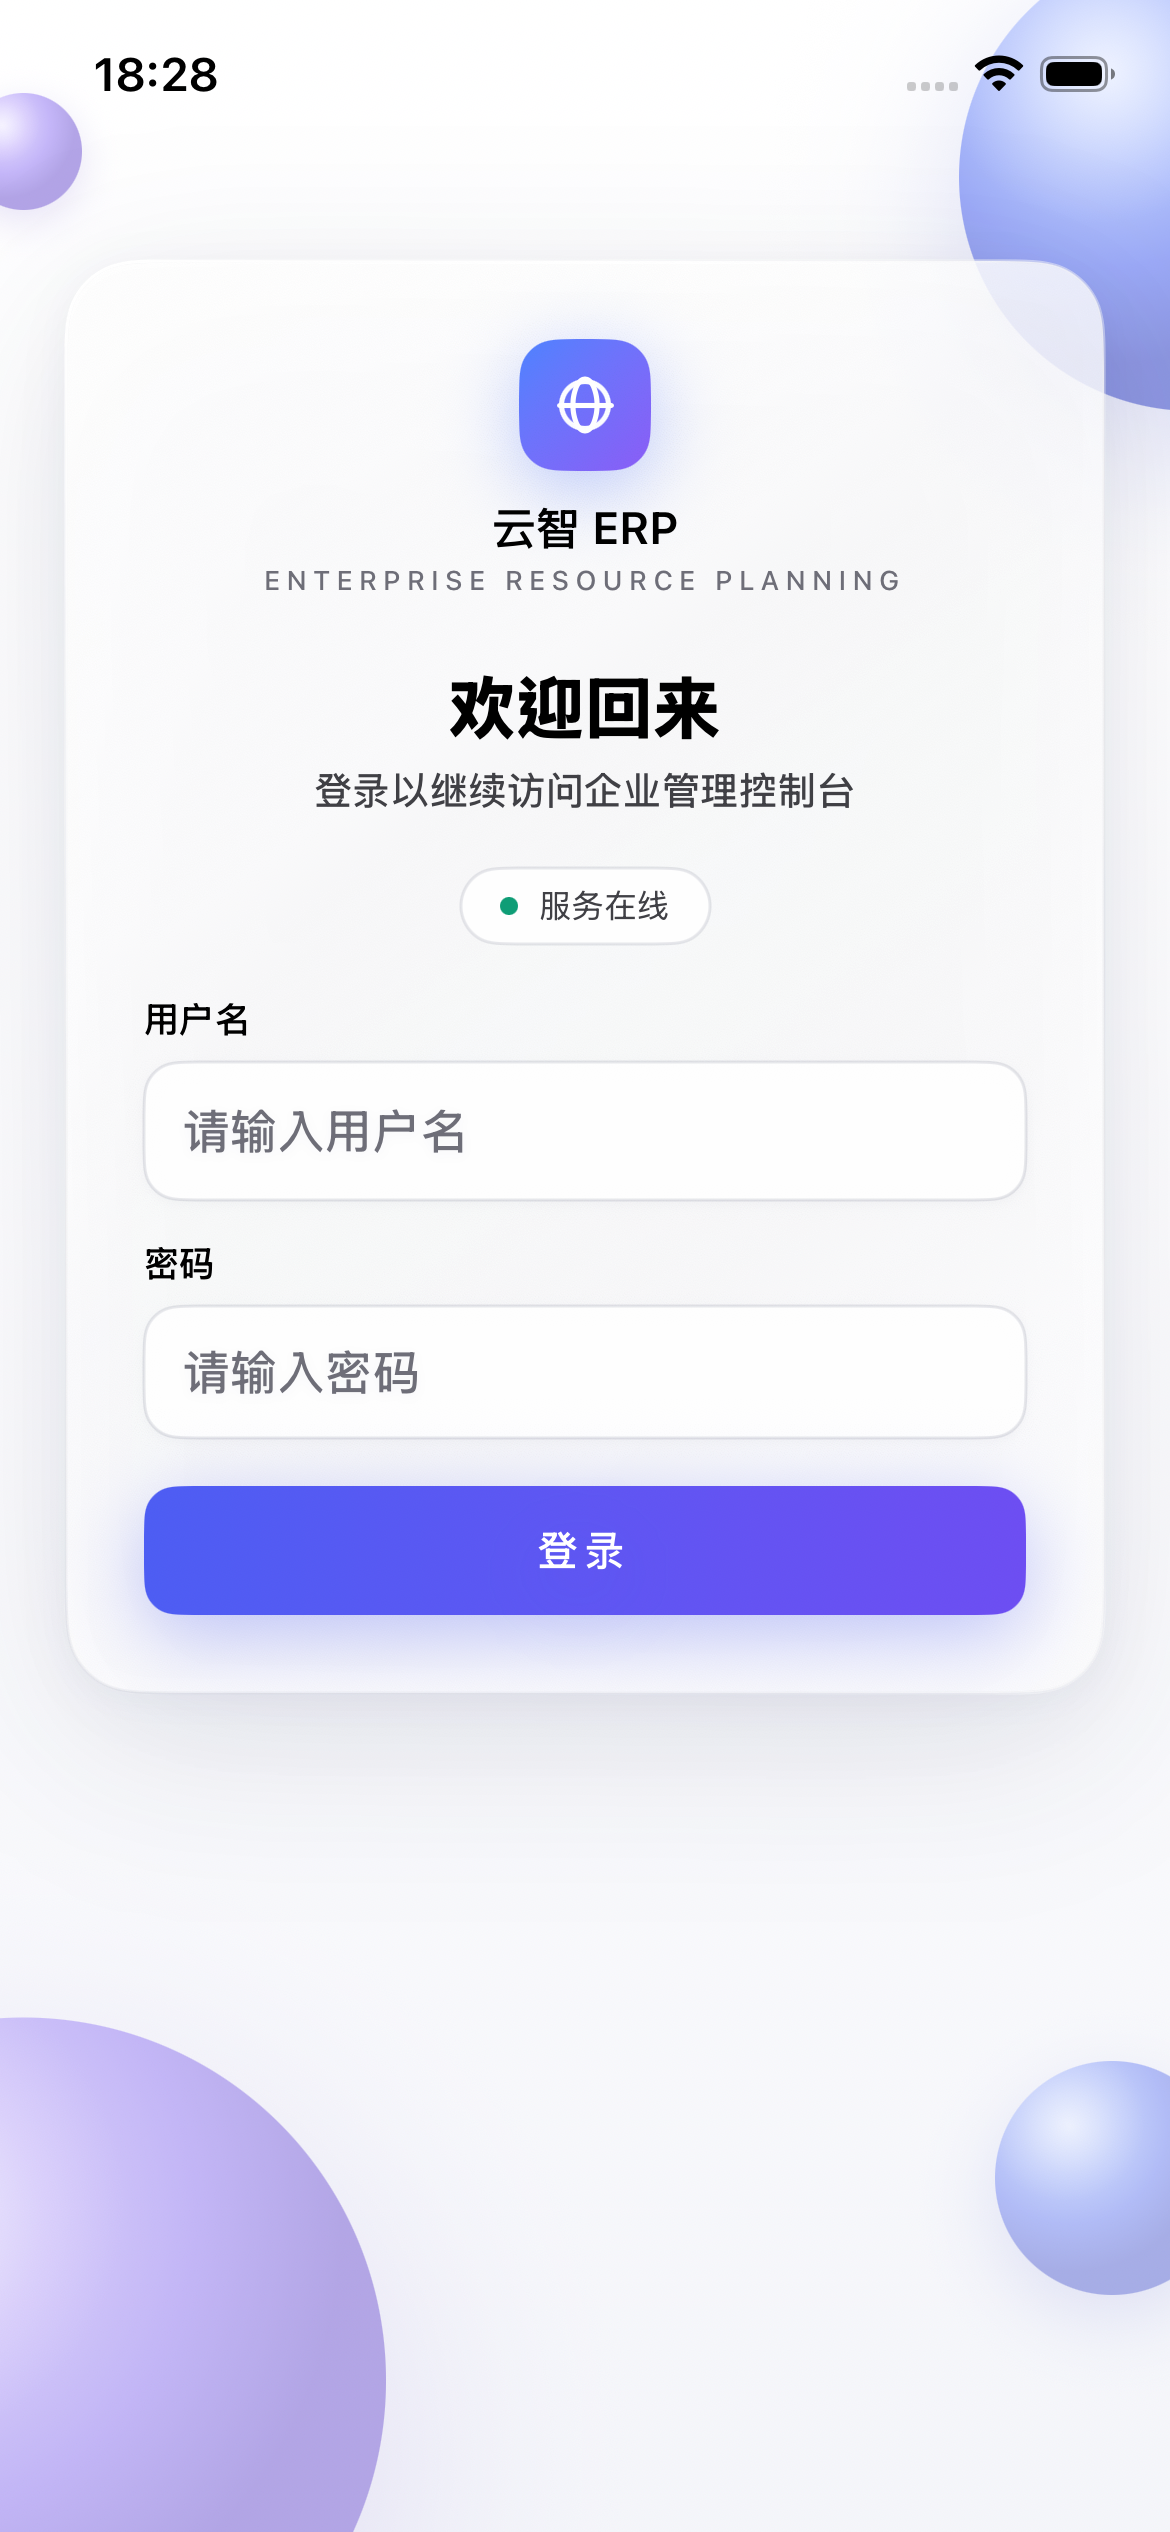 18:28
云智 ERP
ENTERPRISE RESOURCE PLANNING
欢迎回来
登录以继续访问企业管理控制台
服务在线
用户名
请输入用户名
密码
请输入密码
登录